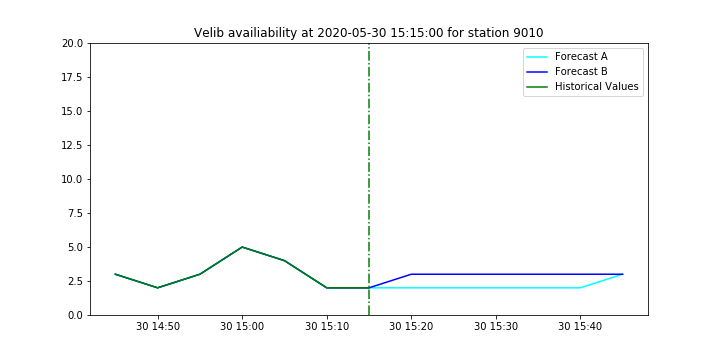 Velib availiability at 2020-05-30 15:15:00 for station 9010
20.0
17.5
15.0
12.5
10.0
7.5
5.0
2.5
0.0
Forecast A
Forecast B
Historical Values
30 14:50 30 15:00 30 15:10 30 15:20 30 15:30 30 15:40